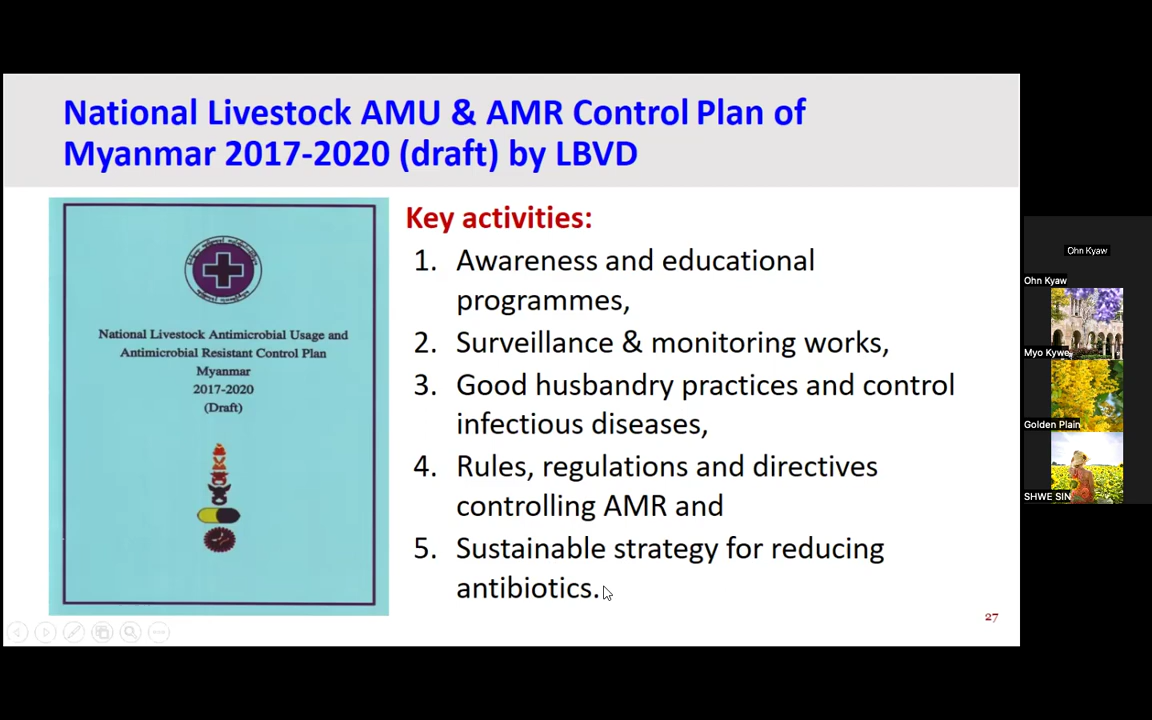 National Livestock AMU & AMR Control Plan of
Myanmar 2017-2020 (draft) by LBVD
National Livestock Antimicrobial Usage and
Antimicrobial Resistant Control Plan
Myanmar
2017-2020
(Draft)
Key activities:
1. Awareness and educational
programmes,
2. Surveillance & monitoring works,
3. Good husbandry practices and control
infectious diseases,
4. Rules, regulations and directives
controlling AMR and
5. Sustainable strategy for reducing
antibiotics.
27
Ohn Kyaw
Ohn Kyaw
Myo Kywe
Golden Plain
SHWE SIN